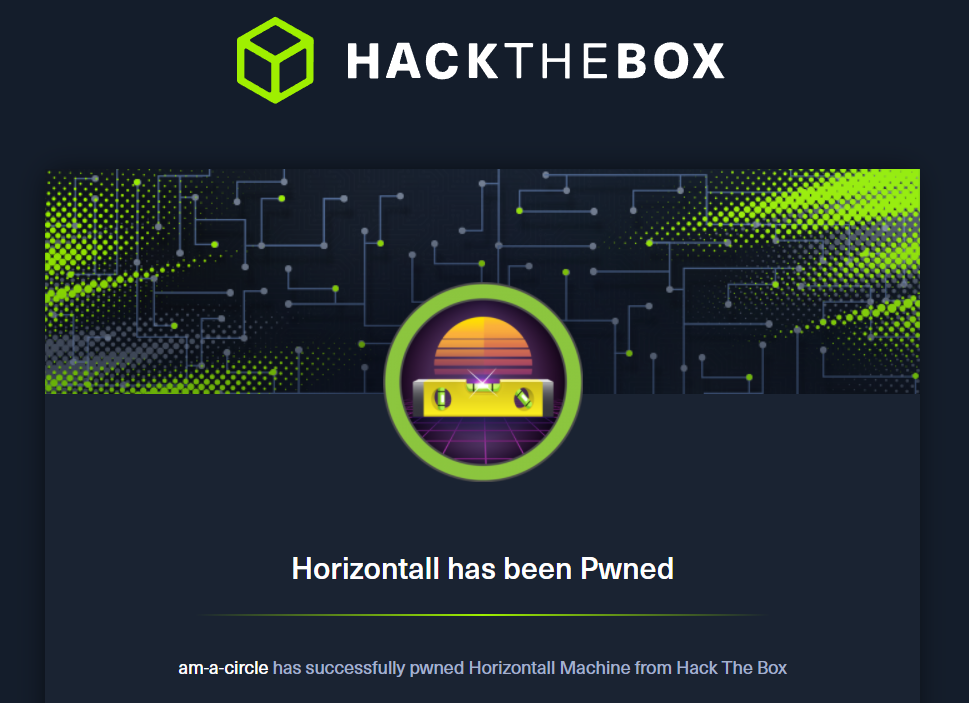 HACKTHEBOX
Horizontall has been Pwned
am-a-circle has successfully pwned Horizontall Machine from Hack The Box